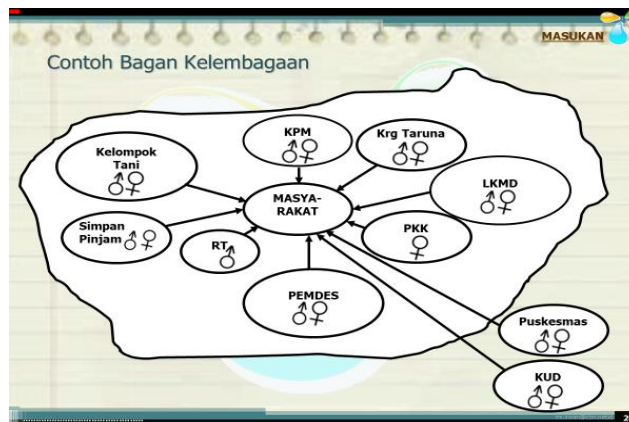 MASUKAN
Contoh Bagan Kelembagaan
KPM
Krg Taruna
Kelompok
Tani
LKMD
MASYA-
RAKAT
Simpan
Pinjam
RT
PKK
PEMDES
Puskesmas
KUD
2